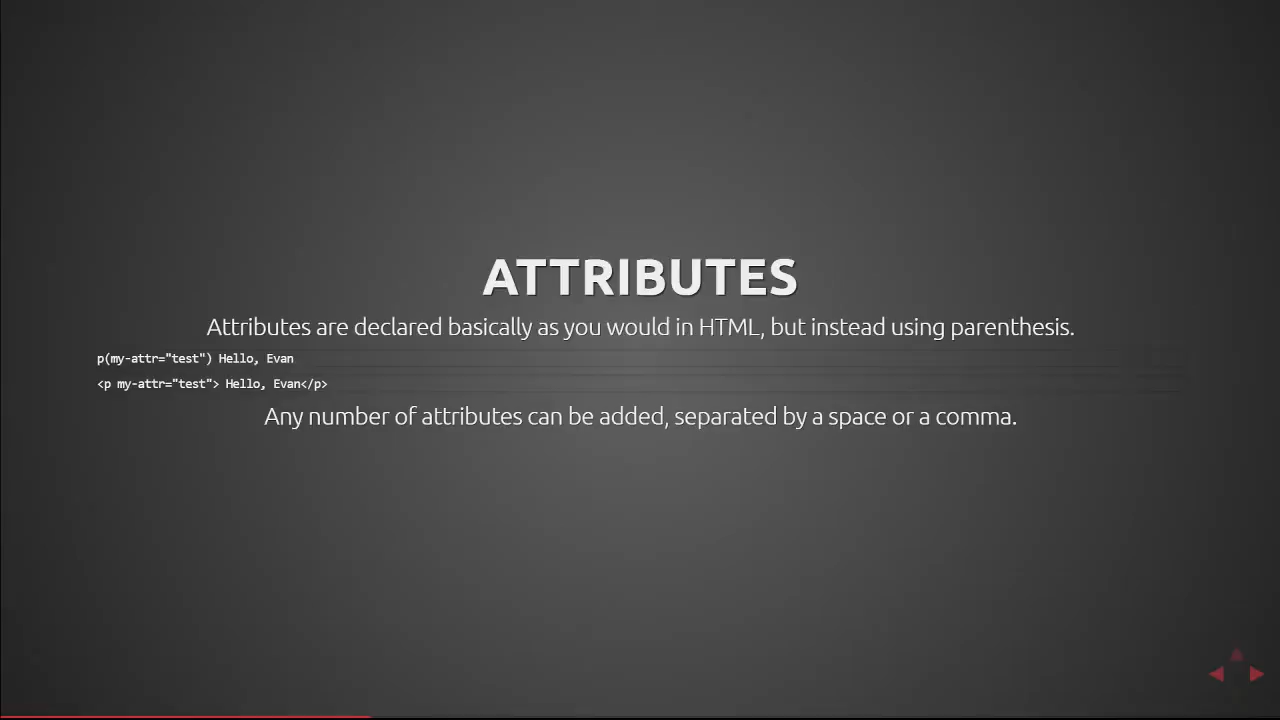 ATTRIBUTES
Attributes are declared basically as you would in HTML, but instead using parenthesis.
p(my-attr="test") Hello, Evan
<p my-attr="test"> Hello, Evan</p>
Any number of attributes can be added, separated by a space or a comma.